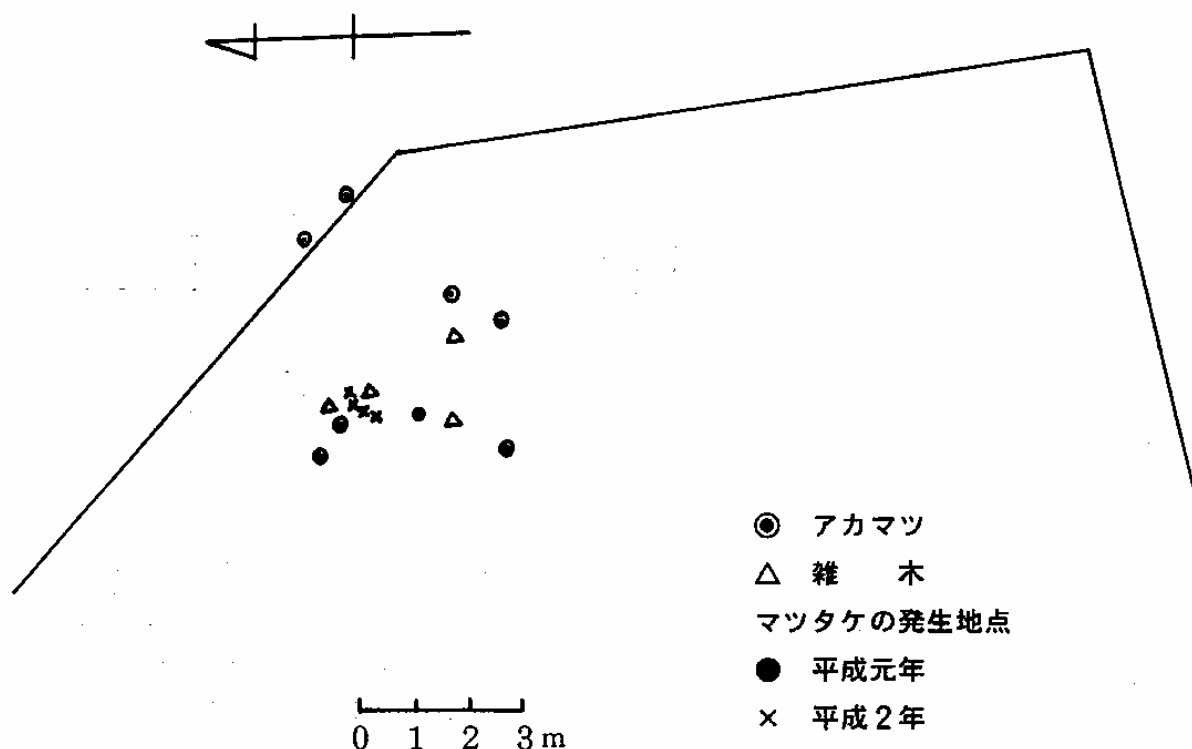 ◉ アカマツ
△ 雑 木
マツタケの発生地点
● 平成元年
× 平成2年
0 1 2 3m